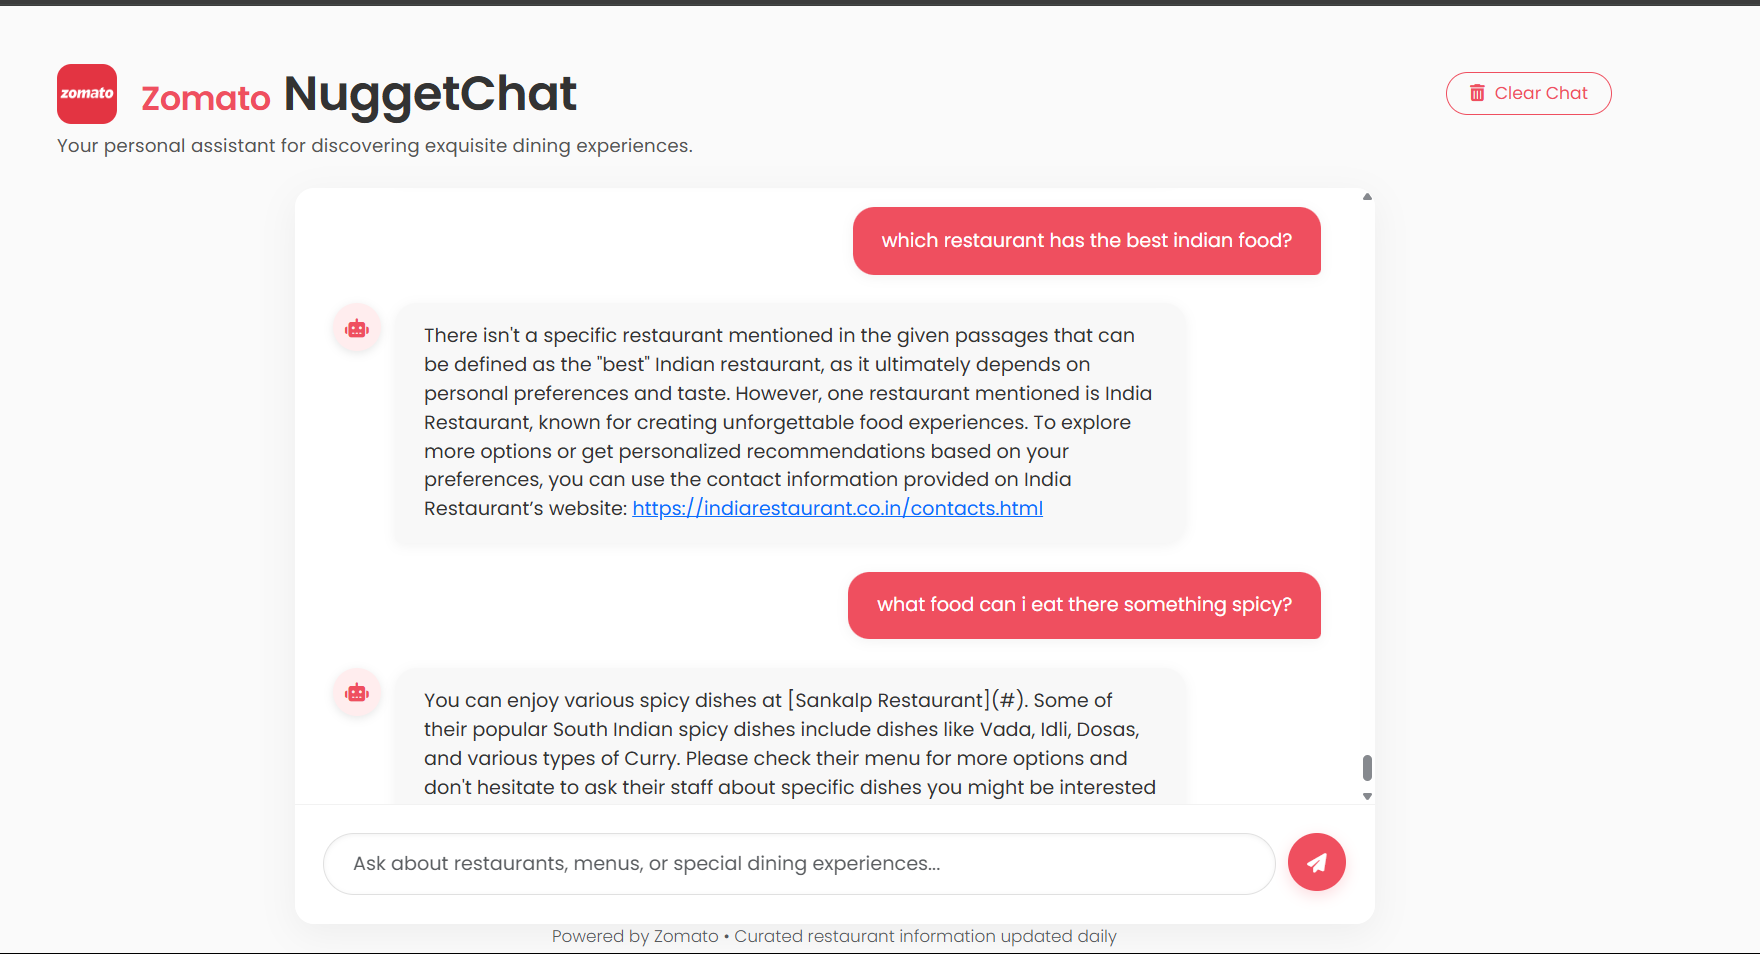 zomato
Zomato NuggetChat
Clear Chat
Your personal assistant for discovering exquisite dining experiences.
which restaurant has the best indian food?
There isn't a specific restaurant mentioned in the given passages that can
be defined as the "best" Indian restaurant, as it ultimately depends on
personal preferences and taste. However, one restaurant mentioned is India
Restaurant, known for creating unforgettable food experiences. To explore
more options or get personalized recommendations based on your
preferences, you can use the contact information provided on India
Restaurant’s website: https://indiarestaurant.co.in/contacts.html
what food can i eat there something spicy?
You can enjoy various spicy dishes at [Sankalp Restaurant](#). Some of
their popular South Indian spicy dishes include dishes like Vada, Idli, Dosas,
and various types of Curry. Please check their menu for more options and
don't hesitate to ask their staff about specific dishes you might be interested
Ask about restaurants, menus, or special dining experiences...
Powered by Zomato • Curated restaurant information updated daily